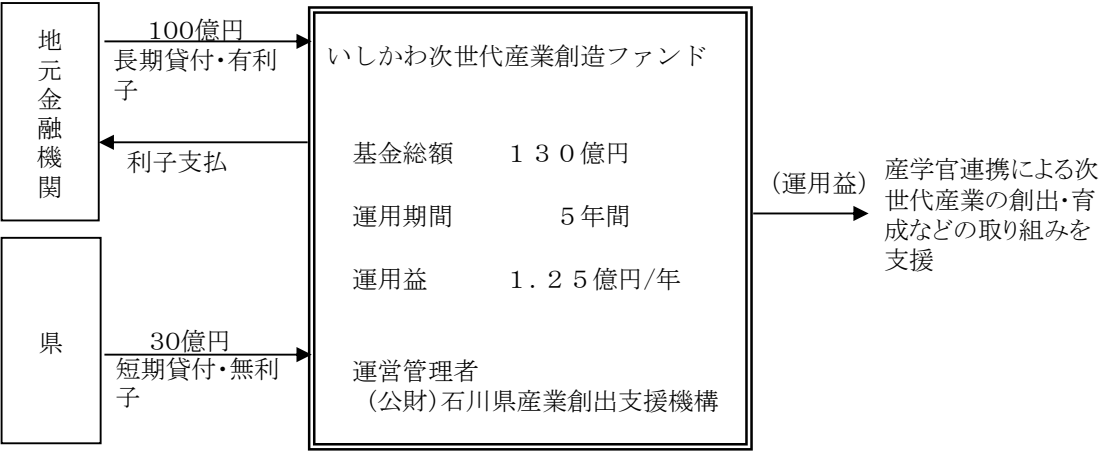 地元金融機関
100億円
長期貸付・有利
子
利子支払
県
30億円
短期貸付・無利
子
いしかわ次世代産業創造ファンド
基金総額　　１３０億円
運用期間　　　　５年間
運用益　　　１．２５億円/年
運営管理者
（公財）石川県産業創出支援機構
（運用益）
産学官連携による次
世代産業の創出・育
成などの取り組みを
支援